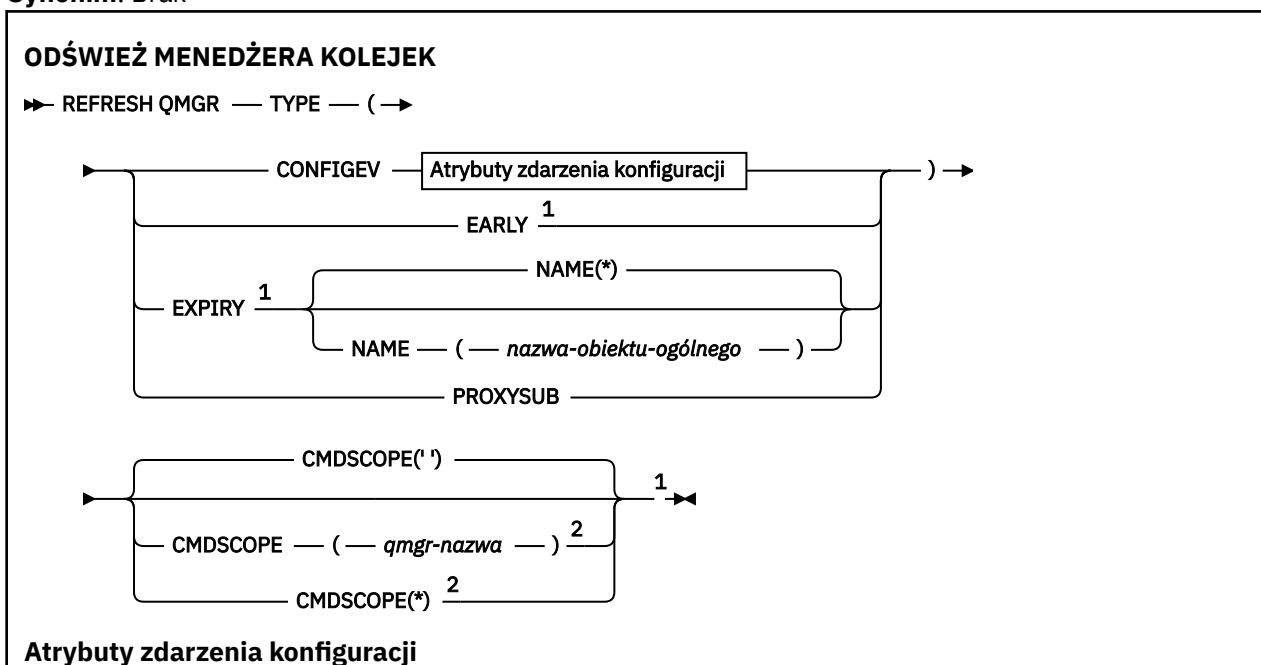 Synonim: Brak
ODŚWIEŻ MENEDŻERA KOLEJEK
REFRESH QMGR TYPE (
CONFIGEV Atrybuty zdarzenia konfiguracji )
EARLY 1
NAME(*)
EXPIRY 1
NAME ( nazwa-obiektu-ogólnego )
PROXYSUB
CMDSCOPE(' ')
1
CMDSCOPE ( qmgr-nazwa ) 2
CMDSCOPE(*) 2
Atrybuty zdarzenia konfiguracji